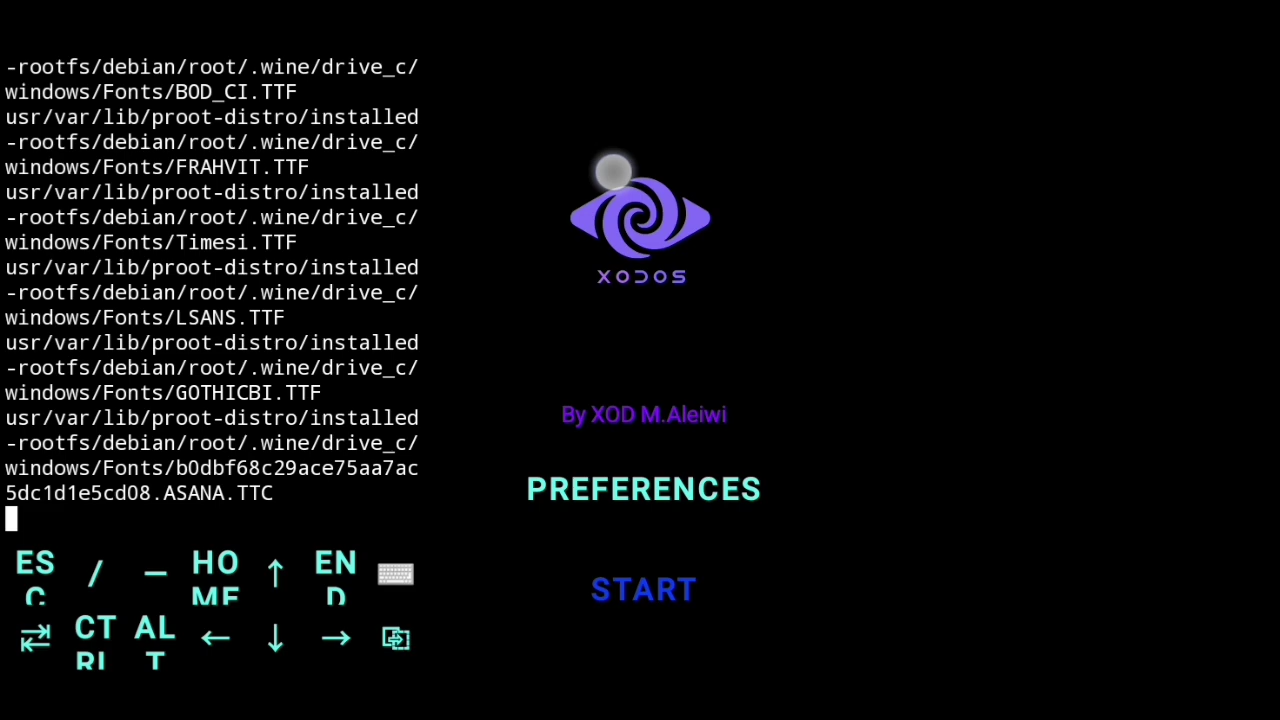 -rootfs/debian/root/.wine/drive_c/
windows/Fonts/BOD_CI.TTF
usr/var/lib/proot-distro/installed
-rootfs/debian/root/.wine/drive_c/
windows/Fonts/FRAHVIT.TTF
usr/var/lib/proot-distro/installed
-rootfs/debian/root/.wine/drive_c/
windows/Fonts/Timesi.TTF
usr/var/lib/proot-distro/installed
-rootfs/debian/root/.wine/drive_c/
windows/Fonts/LSANS.TTF
usr/var/lib/proot-distro/installed
-rootfs/debian/root/.wine/drive_c/
windows/Fonts/GOTHICBI.TTF
usr/var/lib/proot-distro/installed
-rootfs/debian/root/.wine/drive_c/
windows/Fonts/b0dbf68c29ace75aa7ac
5dc1d1e5cd08.ASANA.TTC
ESC / — HOME ↑ END
⇄ CTRL ALT ← ↓ →
XODOS
By XOD M.Aleiwi
PREFERENCES
START